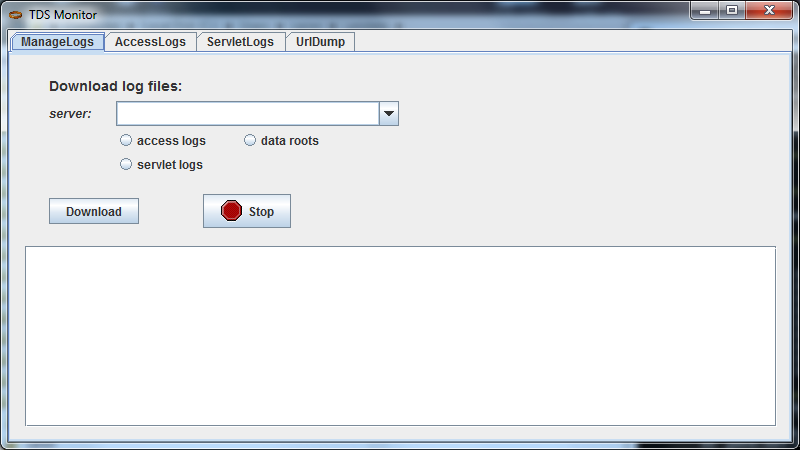 TDS Monitor
ManageLogs AccessLogs ServletLogs UrlDump
Download log files:
server:
access logs data roots
servlet logs
Download Stop